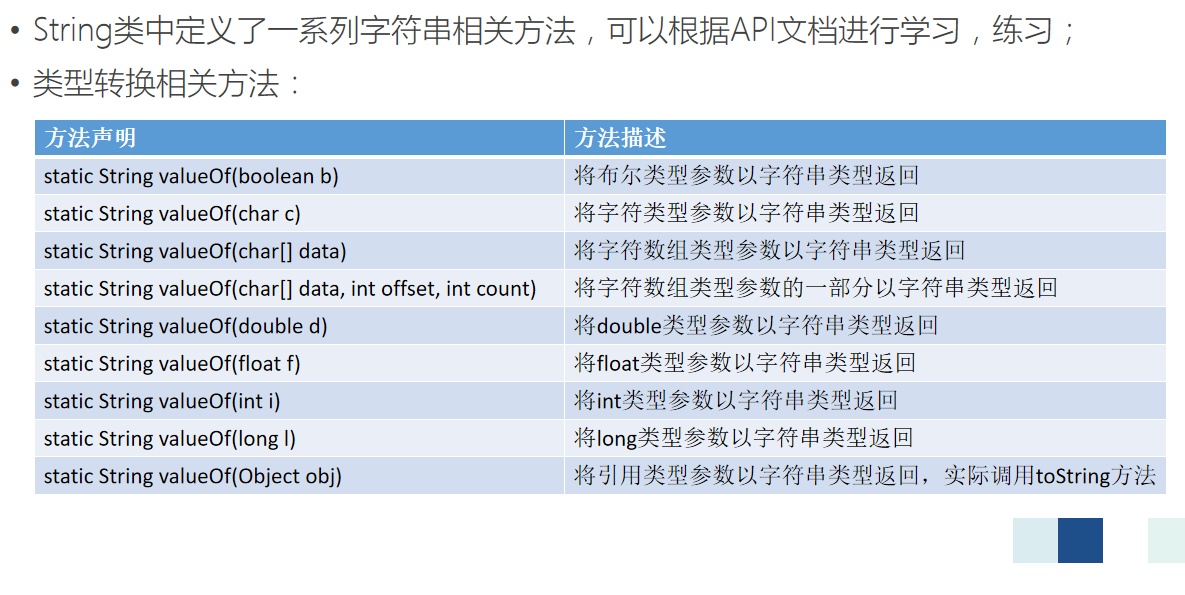 • String类中定义了一系列字符串相关方法，可以根据API文档进行学习，练习；
• 类型转换相关方法：
方法声明 方法描述
static String valueOf(boolean b) 将布尔类型参数以字符串类型返回
static String valueOf(char c) 将字符类型参数以字符串类型返回
static String valueOf(char[] data) 将字符数组类型参数以字符串类型返回
static String valueOf(char[] data, int offset, int count) 将字符数组类型参数的一部分以字符串类型返回
static String valueOf(double d) 将double类型参数以字符串类型返回
static String valueOf(float f) 将float类型参数以字符串类型返回
static String valueOf(int i) 将int类型参数以字符串类型返回
static String valueOf(long l) 将long类型参数以字符串类型返回
static String valueOf(Object obj) 将引用类型参数以字符串类型返回，实际调用toString方法